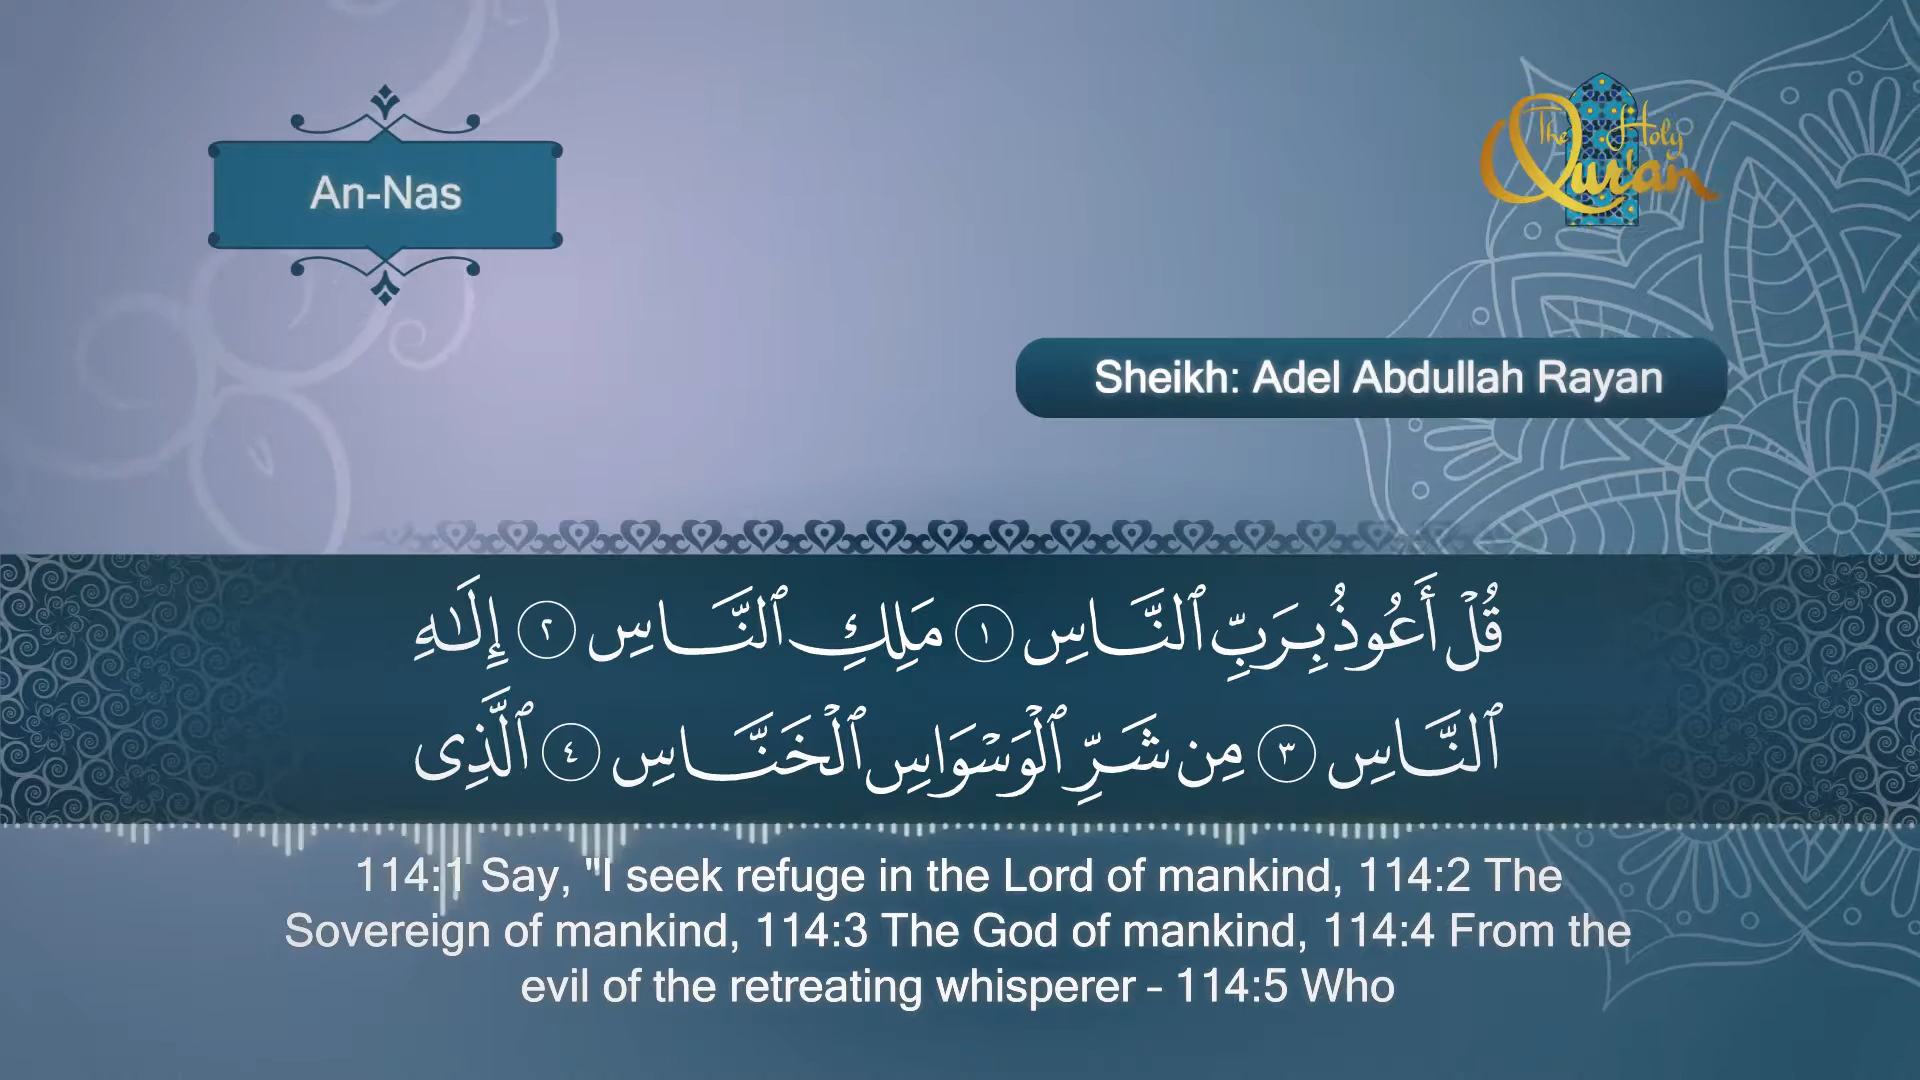 An-Nas
The Holy
Qur'an
Sheikh: Adel Abdullah Rayan
قُلْ أَعُوذُ بِرَبِّ ٱلنَّاسِ ١ مَلِكِ ٱلنَّاسِ ٢ إِلَٰهِ
ٱلنَّاسِ ٣ مِن شَرِّ ٱلْوَسْوَاسِ ٱلْخَنَّاسِ ٤ ٱلَّذِى
114:1 Say, "I seek refuge in the Lord of mankind, 114:2 The
Sovereign of mankind, 114:3 The God of mankind, 114:4 From the
evil of the retreating whisperer – 114:5 Who